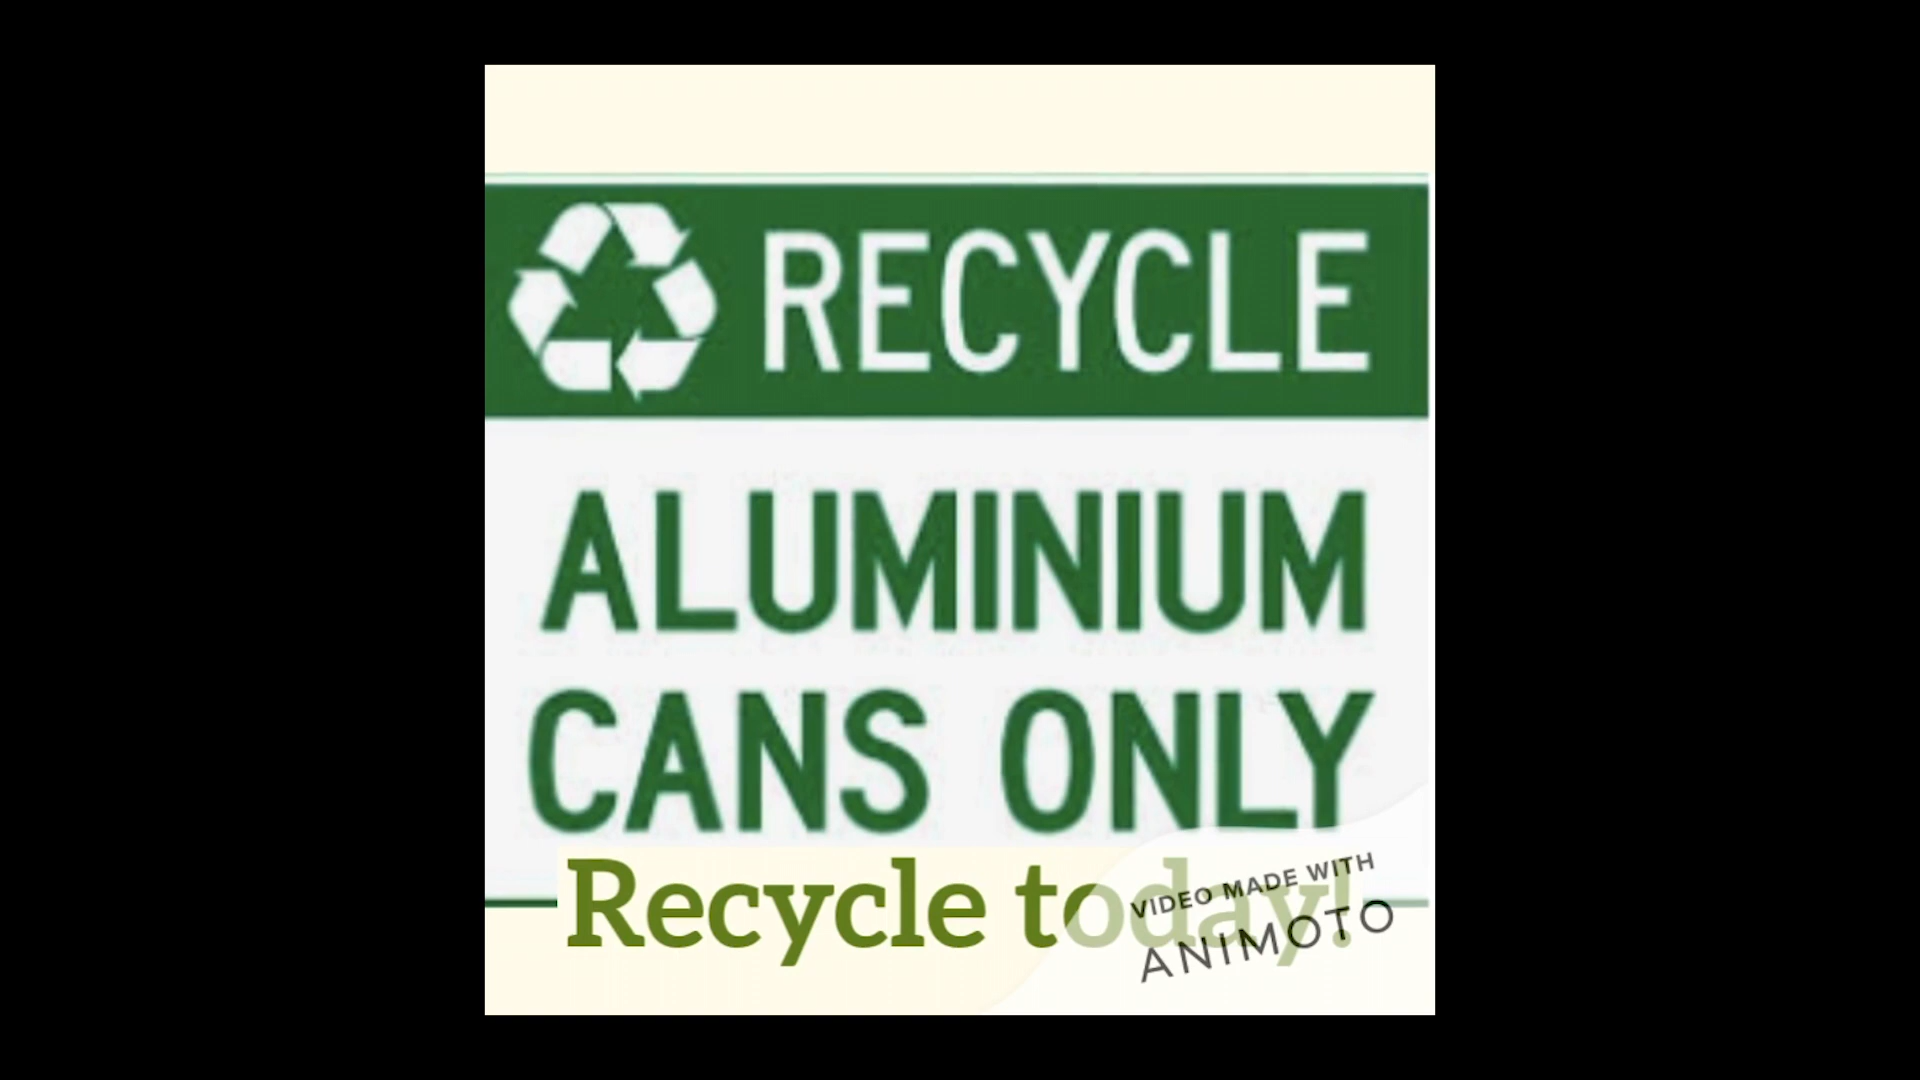 RECYCLE
ALUMINIUM
CANS ONLY
Recycle today!
VIDEO MADE WITH
ANIMOTO